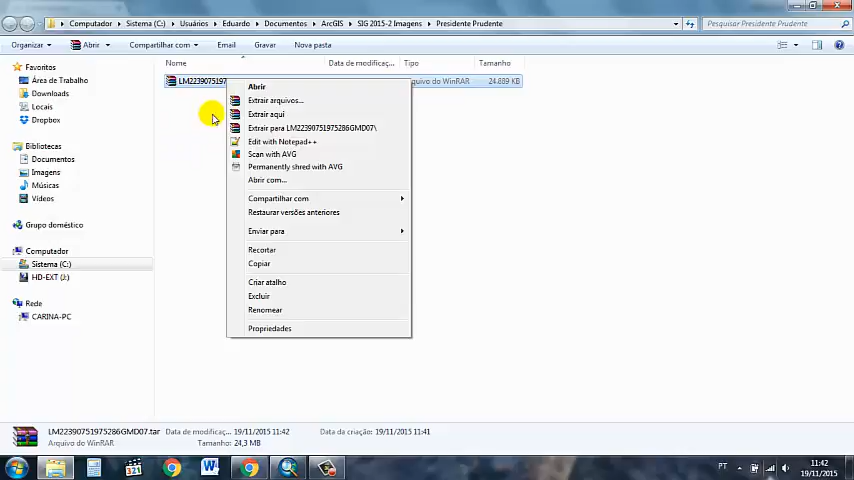 Computador ▸ Sistema (C:) ▸ Usuários ▸ Eduardo ▸ Documentos ▸ ArcGIS ▸ SIG 2015-2 Imagens ▸ Presidente Prudente
Pesquisar Presidente Prudente
Organizar
Abrir
Compartilhar com
Email
Gravar
Nova pasta
Favoritos
Área de Trabalho
Downloads
Locais
Dropbox
Bibliotecas
Documentos
Imagens
Músicas
Vídeos
Grupo doméstico
Computador
Sistema (C:)
HD-EXT (J:)
Rede
CARINA-PC
Nome
Data de modificaç...
Tipo
Tamanho
LM2239075197
quivo do WinRAR
24.889 KB
Abrir
Extrair arquivos...
Extrair aqui
Extrair para LM22390751975286GMD07\
Edit with Notepad++
Scan with AVG
Permanently shred with AVG
Abrir com...
Compartilhar com
Restaurar versões anteriores
Enviar para
Recortar
Copiar
Criar atalho
Excluir
Renomear
Propriedades
LM22390751975286GMD07.tar
Data de modificaç... 19/11/2015 11:42
Data da criação: 19/11/2015 11:41
Arquivo do WinRAR
Tamanho: 24,3 MB
321
PT
11:42
19/11/2015